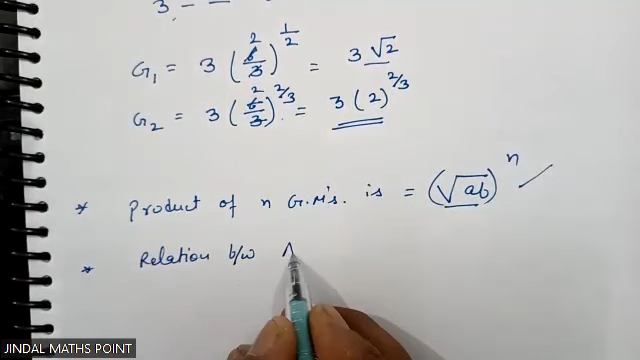 3 -
G₁ = 3 (6/3)^1/2 = 3 √2
G₂ = 3 (6/3)^2/3 = 3 (2)^2/3
* Product of n G.M's. is = (√ab)^n
* Relation b/w A
JINDAL MATHS POINT